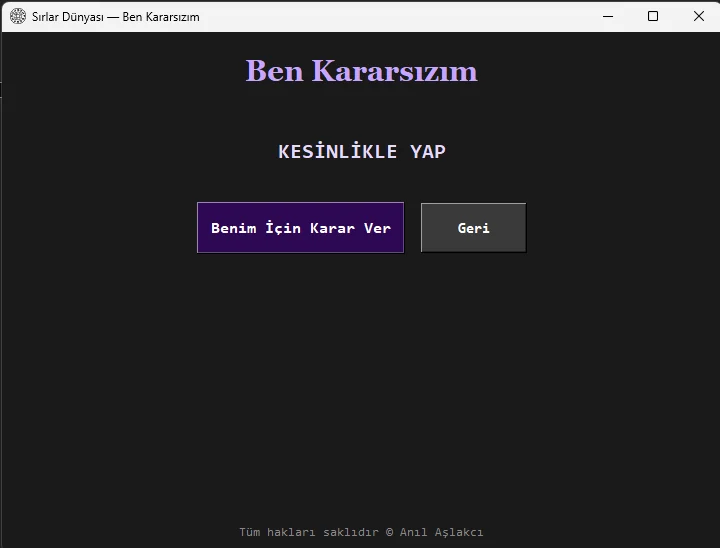 Sırlar Dünyası — Ben Kararsızım
Ben Kararsızım
KESİNLİKLE YAP
Benim İçin Karar Ver
Geri
Tüm hakları saklıdır © Anıl Aşlakcı